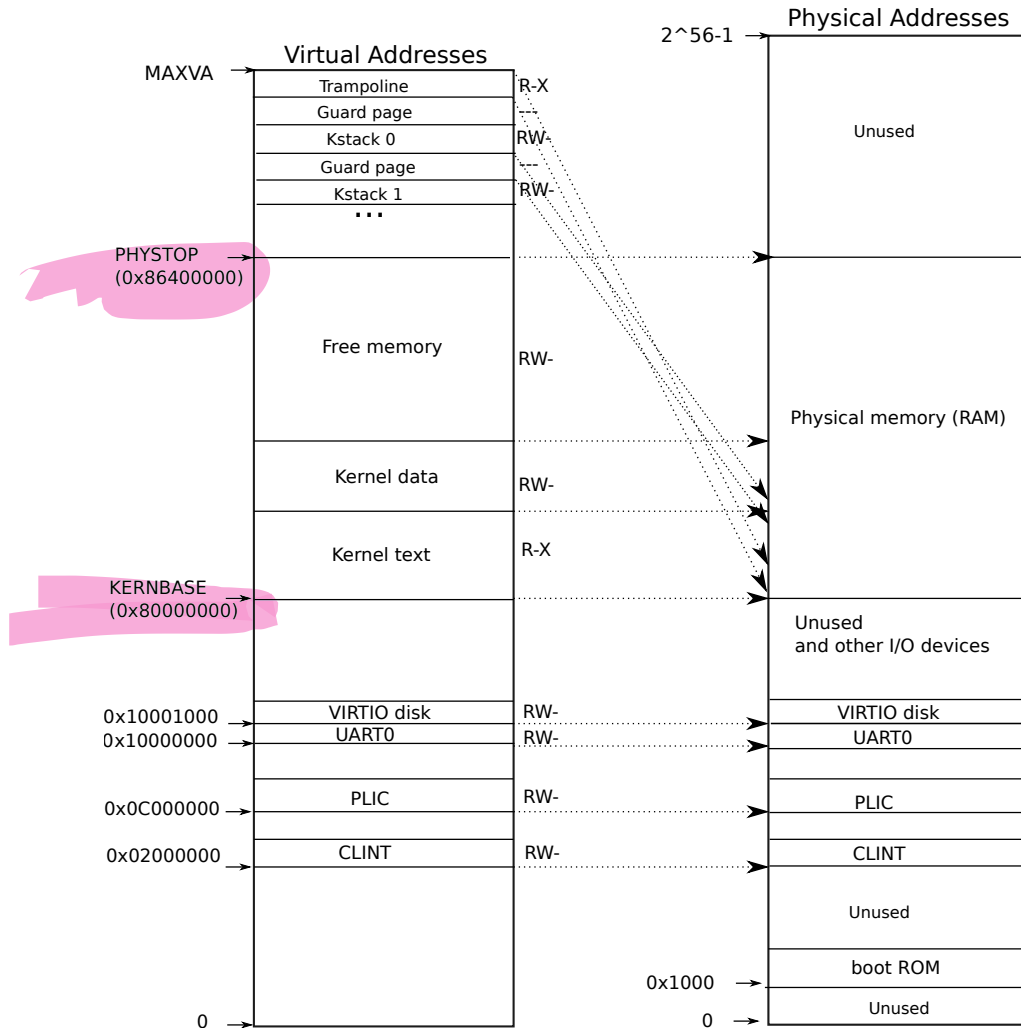 Physical Addresses
2^56-1
Virtual Addresses
MAXVA
Trampoline
R-X
Guard page
---
Unused
Kstack 0
RW-
Guard page
---
Kstack 1
RW-
...
PHYSTOP
(0x86400000)
Free memory
RW-
Physical memory (RAM)
Kernel data
RW-
Kernel text
R-X
KERNBASE
(0x80000000)
Unused
and other I/O devices
0x10001000
VIRTIO disk
RW-
VIRTIO disk
0x10000000
UART0
RW-
UART0
PLIC
RW-
PLIC
0x0C000000
0x02000000
CLINT
RW-
CLINT
Unused
boot ROM
0x1000
Unused
0
0